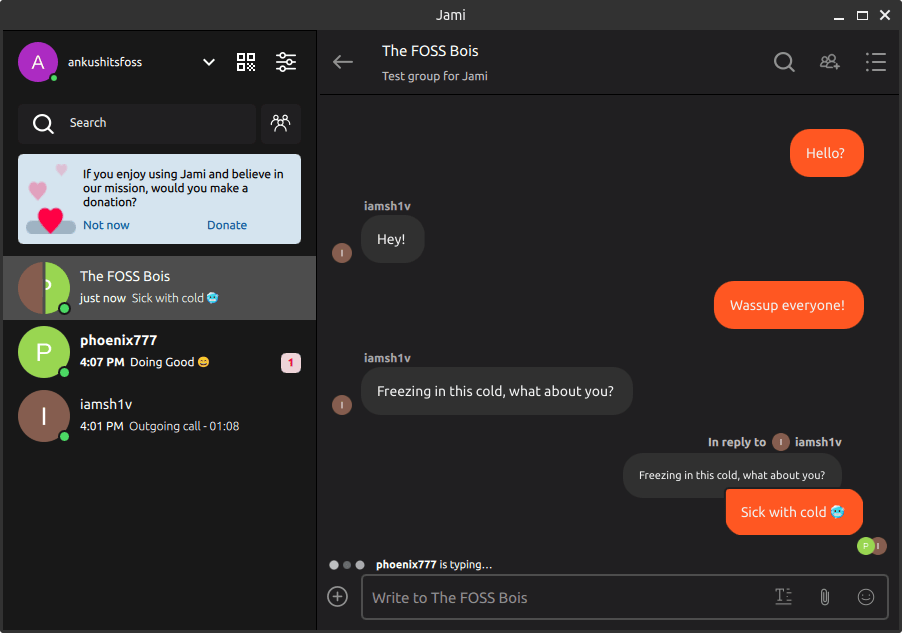 Jami
A
ankushitsfoss
Search
If you enjoy using Jami and believe in
our mission, would you make a
donation?
Not now
Donate
The FOSS Bois
just now Sick with cold 🥶
P
phoenix777
4:07 PM Doing Good 😄
1
I
iamsh1v
4:01 PM Outgoing call - 01:08
The FOSS Bois
Test group for Jami
Hello?
iamsh1v
Hey!
I
Wassup everyone!
iamsh1v
Freezing in this cold, what about you?
I
In reply to I iamsh1v
Freezing in this cold, what about you?
Sick with cold 🥶
P I
phoenix777 is typing...
Write to The FOSS Bois
T